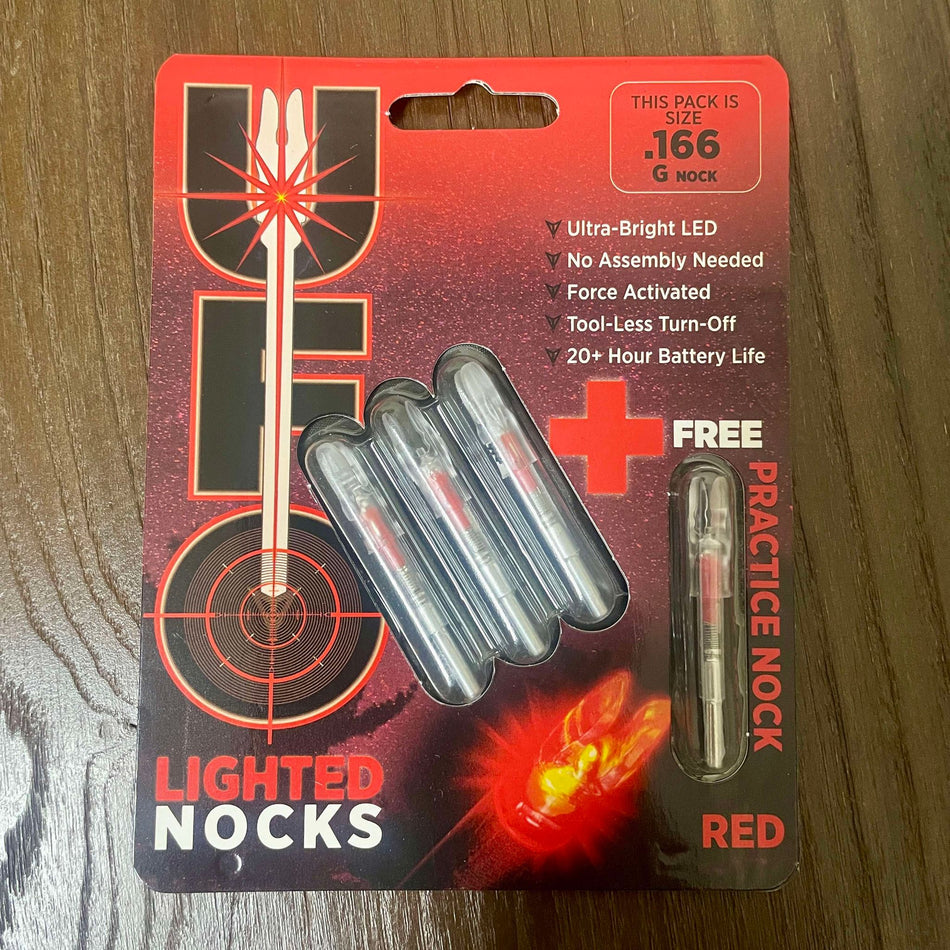 UFO
LIGHTED
NOCKS
THIS PACK IS
SIZE
.166
G NOCK
Ultra-Bright LED
No Assembly Needed
Force Activated
Tool-Less Turn-Off
20+ Hour Battery Life
+ FREE
PRACTICE NOCK
RED